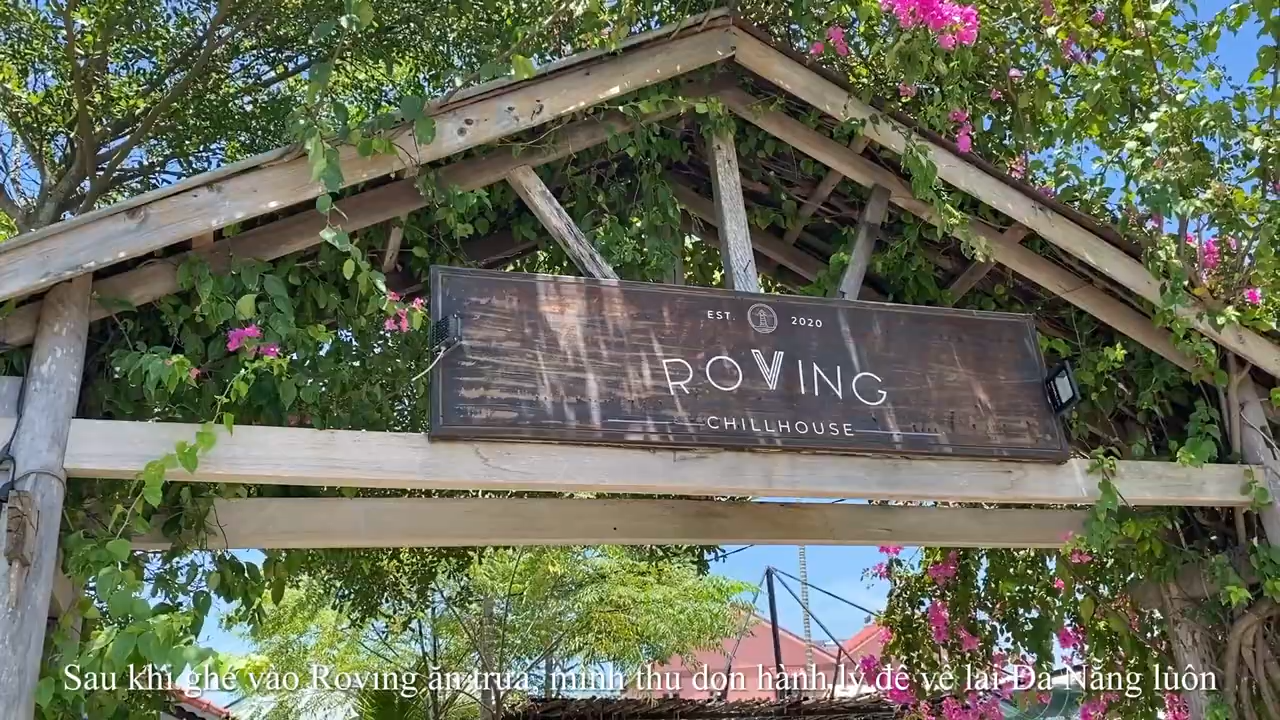 EST. 2020
ROVING
CHILLHOUSE
Sau khi ghé vào Roving ăn trưa, mình thu dọn hành lý để về lại Đà Nẵng luôn